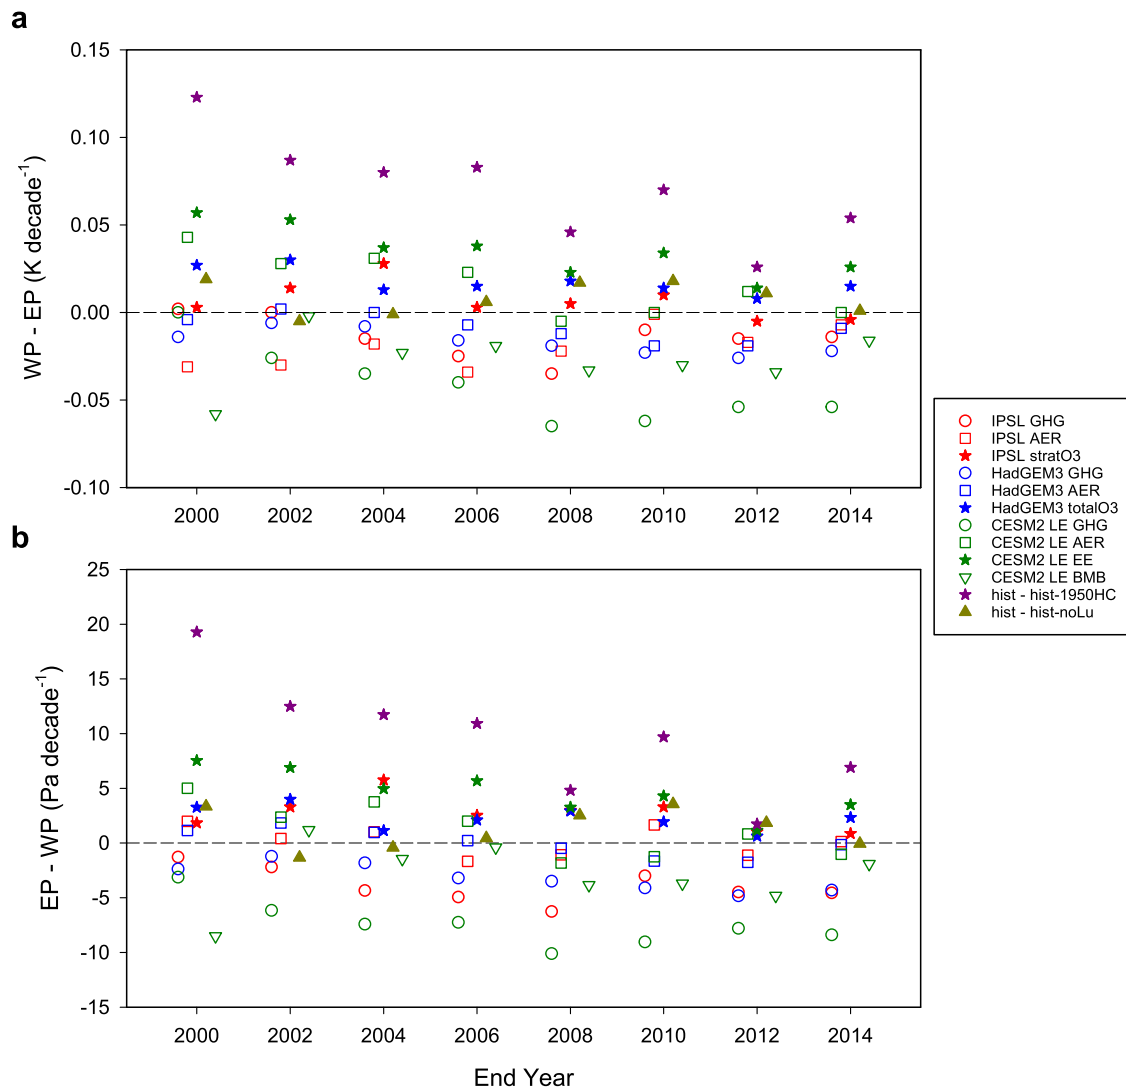 a
0.15
0.10
0.05
0.00
-0.05
-0.10
WP - EP (K decade⁻¹)
2000 2002 2004 2006 2008 2010 2012 2014
IPSL GHG
IPSL AER
IPSL stratO3
HadGEM3 GHG
HadGEM3 AER
HadGEM3 totalO3
CESM2 LE GHG
CESM2 LE AER
CESM2 LE EE
CESM2 LE BMB
hist - hist-1950HC
hist - hist-noLu
b
25
20
15
10
5
0
-5
-10
-15
EP - WP (Pa decade⁻¹)
2000 2002 2004 2006 2008 2010 2012 2014
End Year